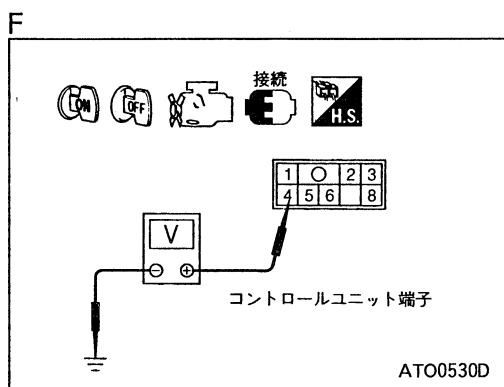 F
接続
ON OFF H.S.
1 ○ 2 3
4 5 6 8
V
⊖ ⊕
コントロールユニット端子
ATO0530D